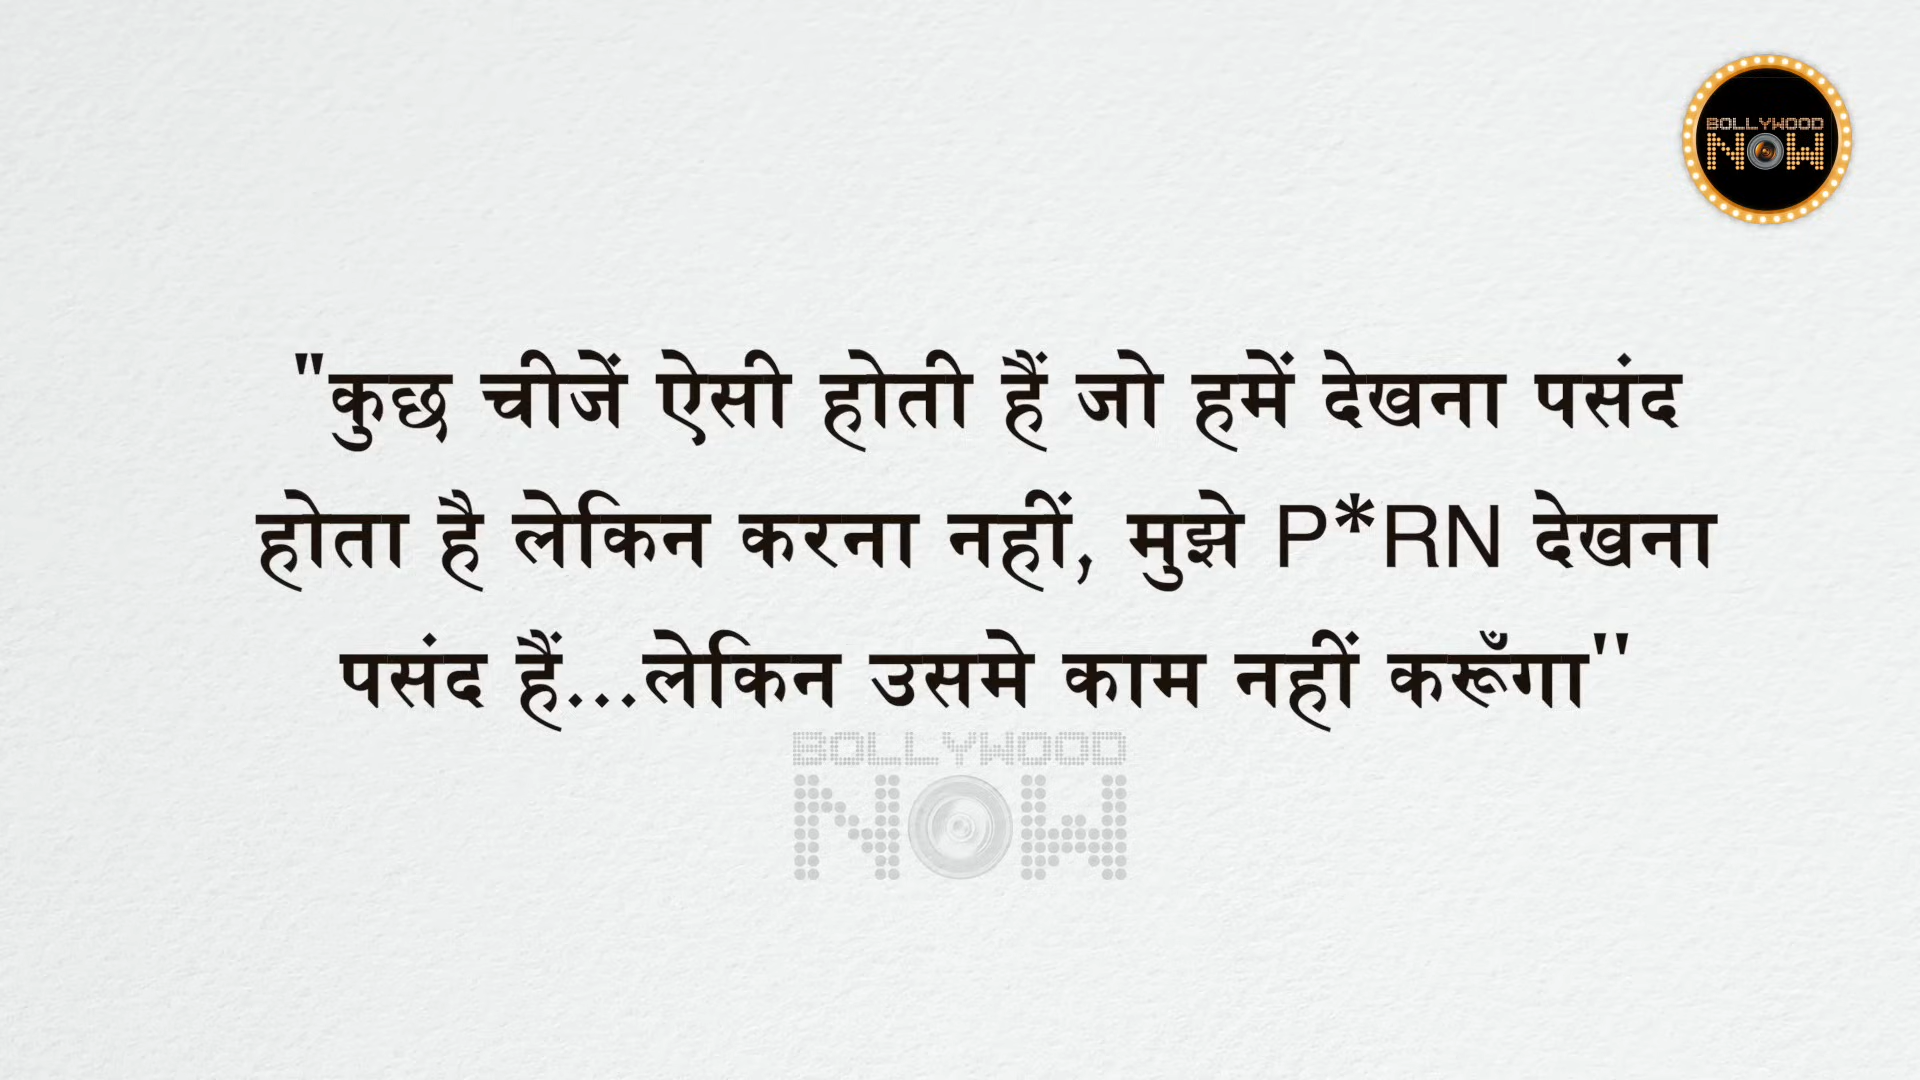 BOLLYWOOD
NOW
"कुछ चीजें ऐसी होती हैं जो हमें देखना पसंद
होता है लेकिन करना नहीं, मुझे P*RN देखना
पसंद हैं...लेकिन उसमे काम नहीं करूँगा''
BOLLYWOOD
NOW